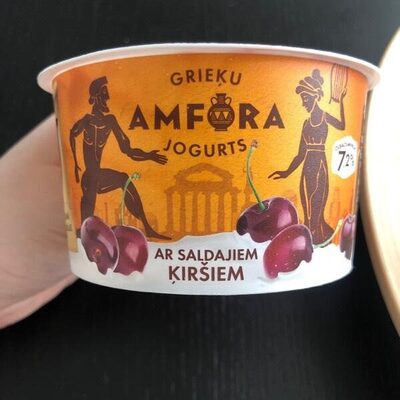 GRIEĶU
AMFORA
JOGURTS
7,2%
AR SALDAJIEM
ĶIRŠIEM